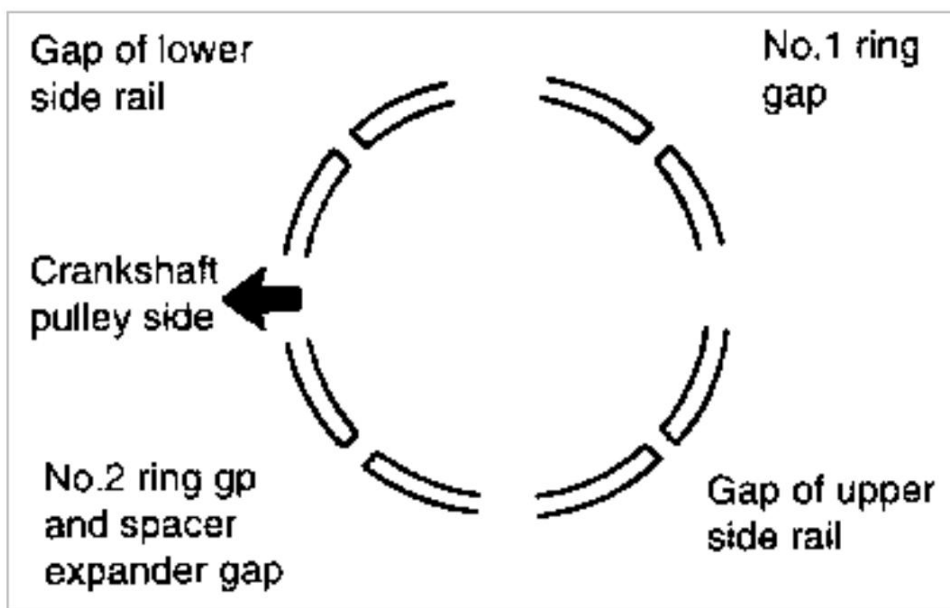 Gap of lower
side rail
No.1 ring
gap
Crankshaft
pulley side
No.2 ring gp
and spacer
expander gap
Gap of upper
side rail